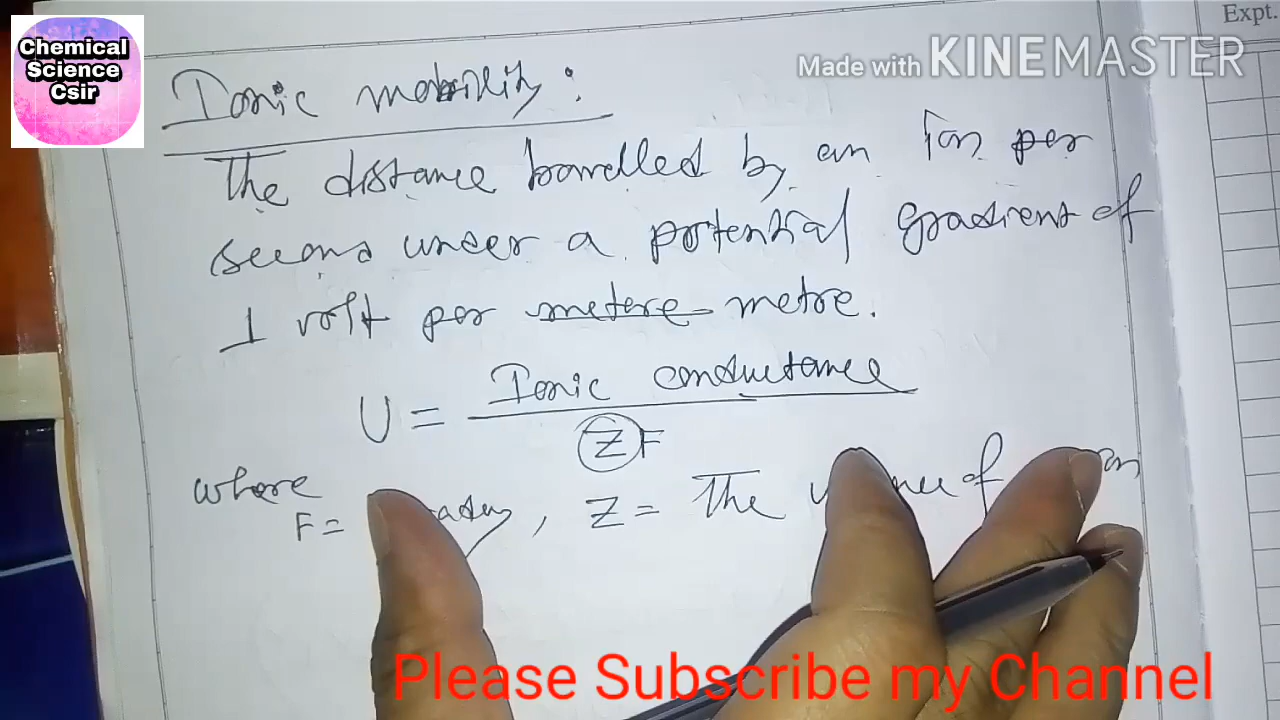 Chemical
Science
Csir
Expt.
Made with KINEMASTER
Ionic mobility:
The distance travelled by an Ion per
second under a potential gradient of
1 volt per metere metre.
U = Ionic conductance
ZF
where
F = , Z = The of
Please Subscribe my Channel